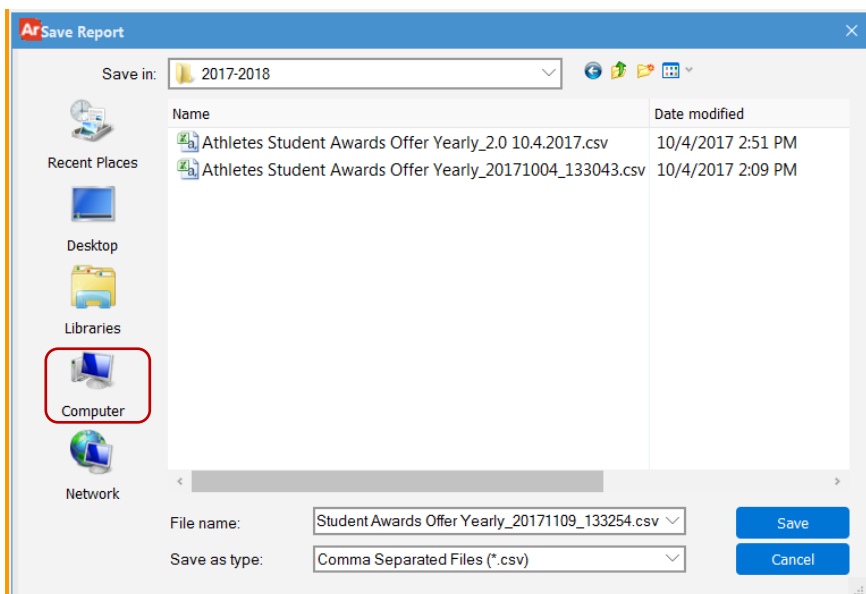 Ar Save Report
Save in: 2017-2018
Name Date modified
Athletes Student Awards Offer Yearly_2.0 10.4.2017.csv 10/4/2017 2:51 PM
Athletes Student Awards Offer Yearly_20171004_133043.csv 10/4/2017 2:09 PM
Recent Places
Desktop
Libraries
Computer
Network
File name: Student Awards Offer Yearly_20171109_133254.csv Save
Save as type: Comma Separated Files (*.csv) Cancel